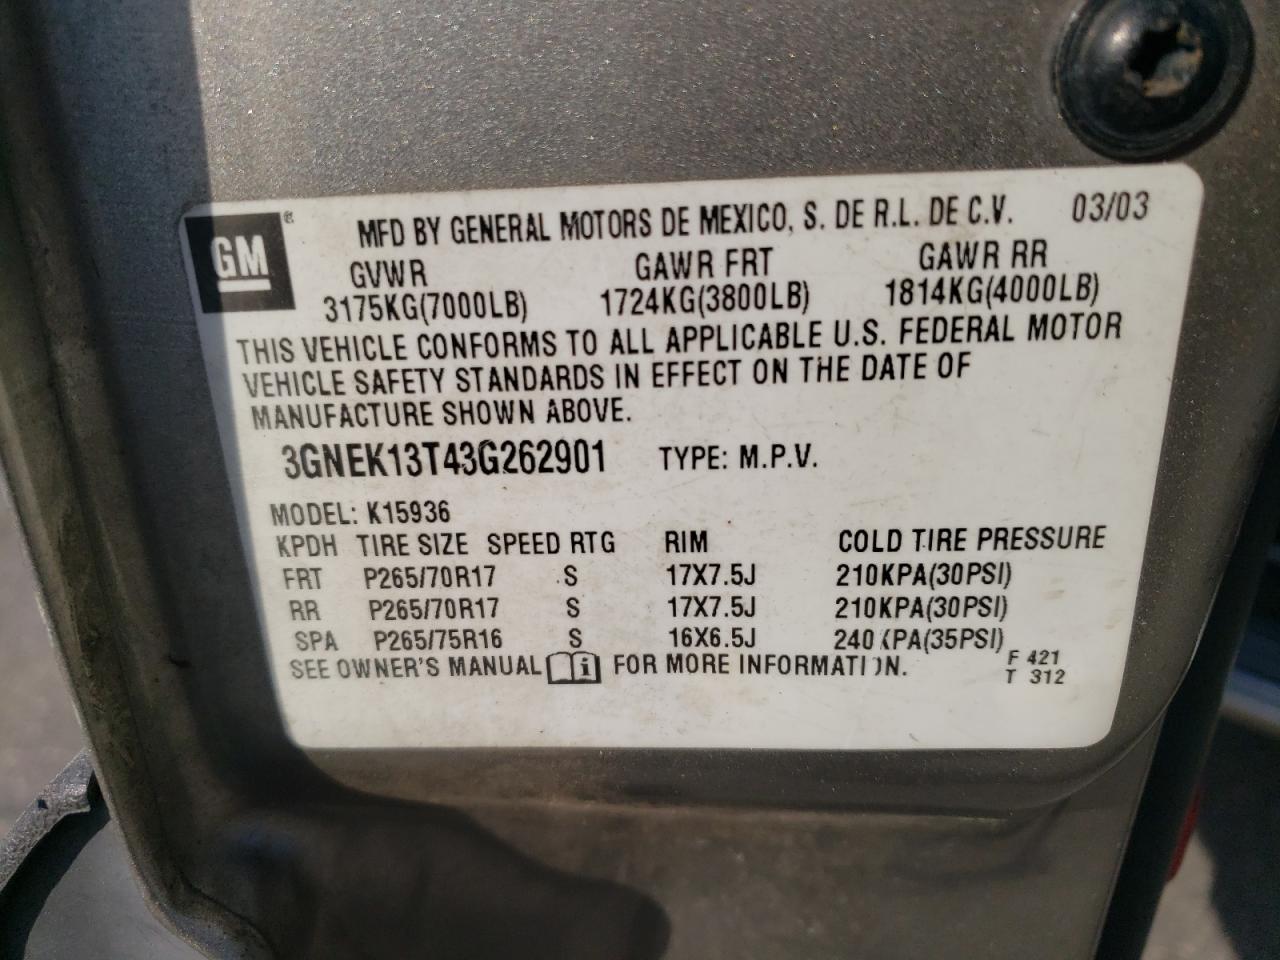 GM ®
MFD BY GENERAL MOTORS DE MEXICO, S. DE R.L. DE C.V. 03/03
GVWR GAWR FRT GAWR RR
3175KG(7000LB) 1724KG(3800LB) 1814KG(4000LB)
THIS VEHICLE CONFORMS TO ALL APPLICABLE U.S. FEDERAL MOTOR
VEHICLE SAFETY STANDARDS IN EFFECT ON THE DATE OF
MANUFACTURE SHOWN ABOVE.
3GNEK13T43G262901 TYPE: M.P.V.
MODEL: K15936
KPDH TIRE SIZE SPEED RTG RIM COLD TIRE PRESSURE
FRT P265/70R17 S 17X7.5J 210KPA(30PSI)
RR P265/70R17 S 17X7.5J 210KPA(30PSI)
SPA P265/75R16 S 16X6.5J 240 KPA(35PSI)
SEE OWNER'S MANUAL i FOR MORE INFORMATION.
F 421
T 312